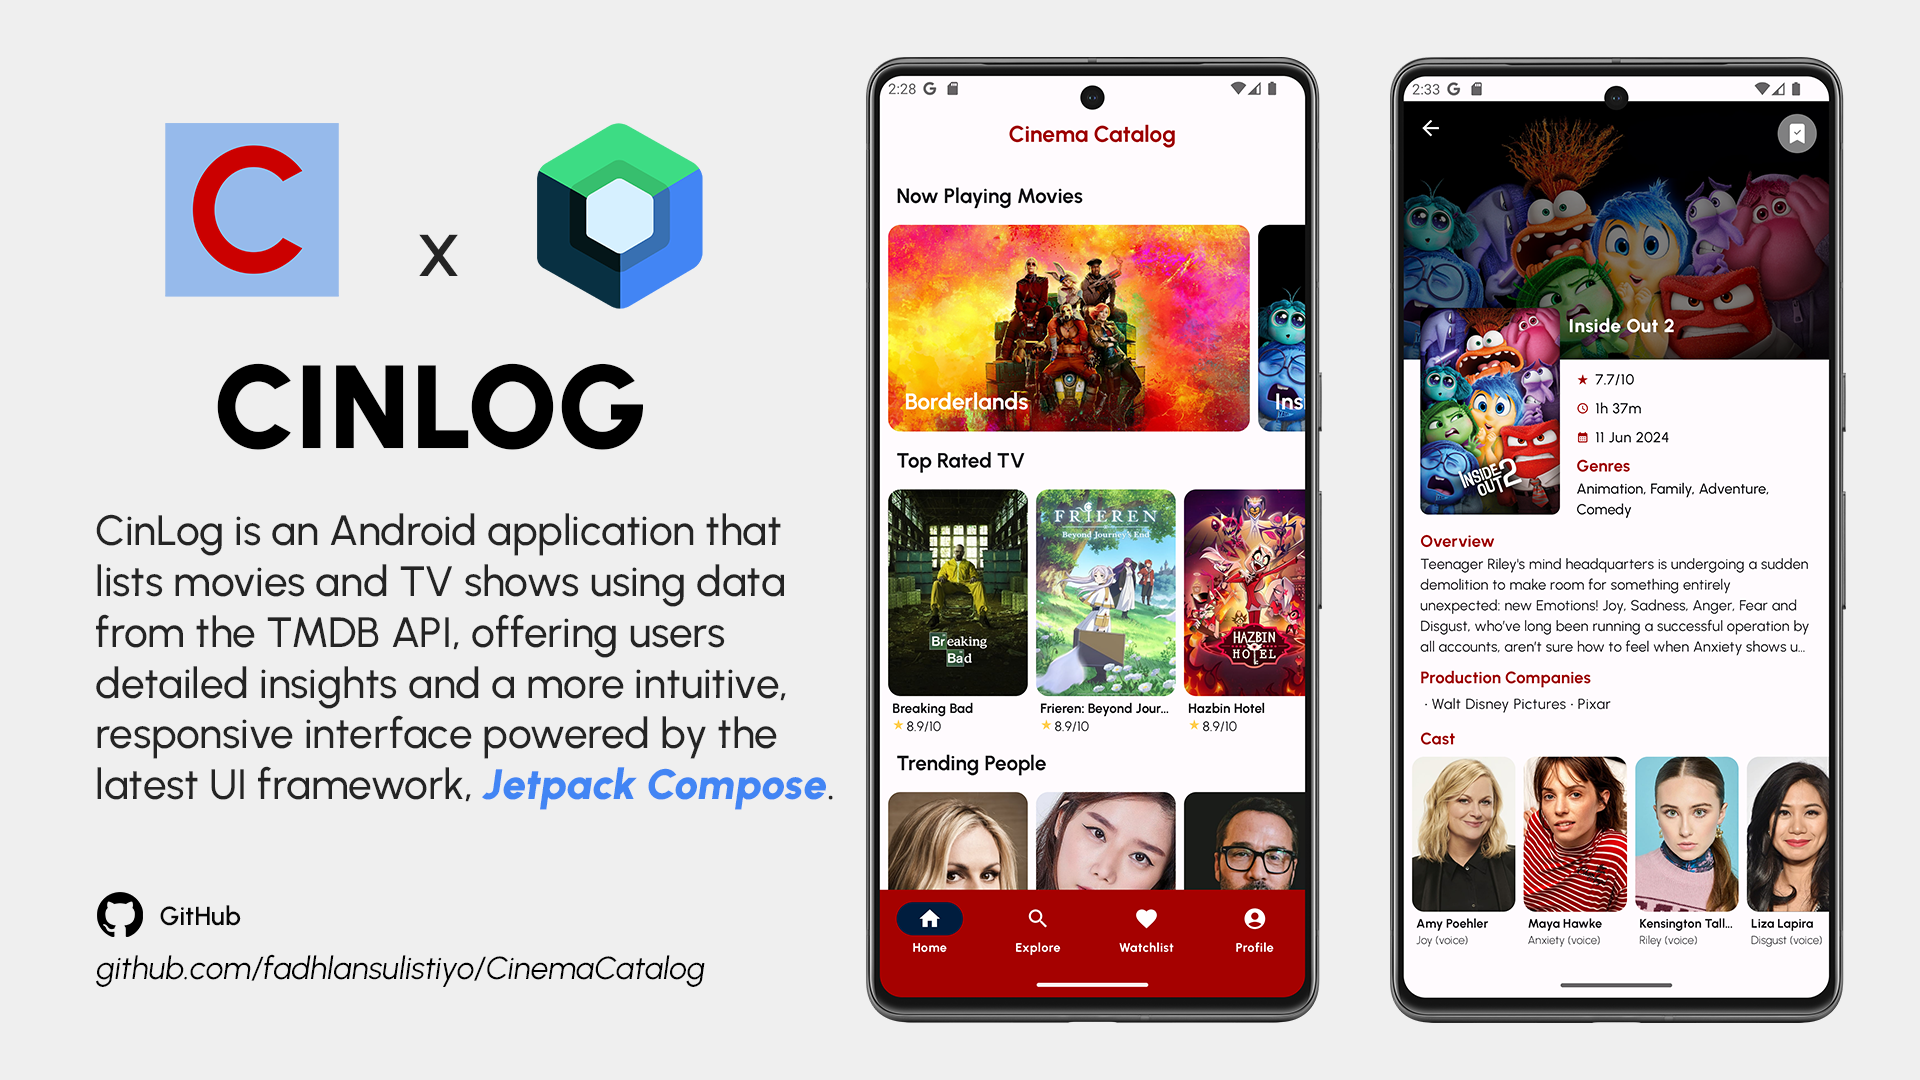 C
x
CINLOG
CinLog is an Android application that
lists movies and TV shows using data
from the TMDB API, offering users
detailed insights and a more intuitive,
responsive interface powered by the
latest UI framework, Jetpack Compose.
GitHub
github.com/fadhlansulistiyo/CinemaCatalog
2:28 G
Cinema Catalog
Now Playing Movies
Borderlands
Ins
Top Rated TV
Breaking
Bad
FRIEREN
Beyond Journey's End
HAZBIN
HOTEL
Breaking Bad
Frieren: Beyond Jour...
Hazbin Hotel
8.9/10
8.9/10
8.9/10
Trending People
Home
Explore
Watchlist
Profile
2:33 G
Inside Out 2
INSIDE
OUT 2
7.7/10
1h 37m
11 Jun 2024
Genres
Animation, Family, Adventure,
Comedy
Overview
Teenager Riley's mind headquarters is undergoing a sudden
demolition to make room for something entirely
unexpected: new Emotions! Joy, Sadness, Anger, Fear and
Disgust, who've long been running a successful operation by
all accounts, aren't sure how to feel when Anxiety shows u...
Production Companies
· Walt Disney Pictures · Pixar
Cast
Amy Poehler
Joy (voice)
Maya Hawke
Anxiety (voice)
Kensington Tall...
Riley (voice)
Liza Lapira
Disgust (voice)